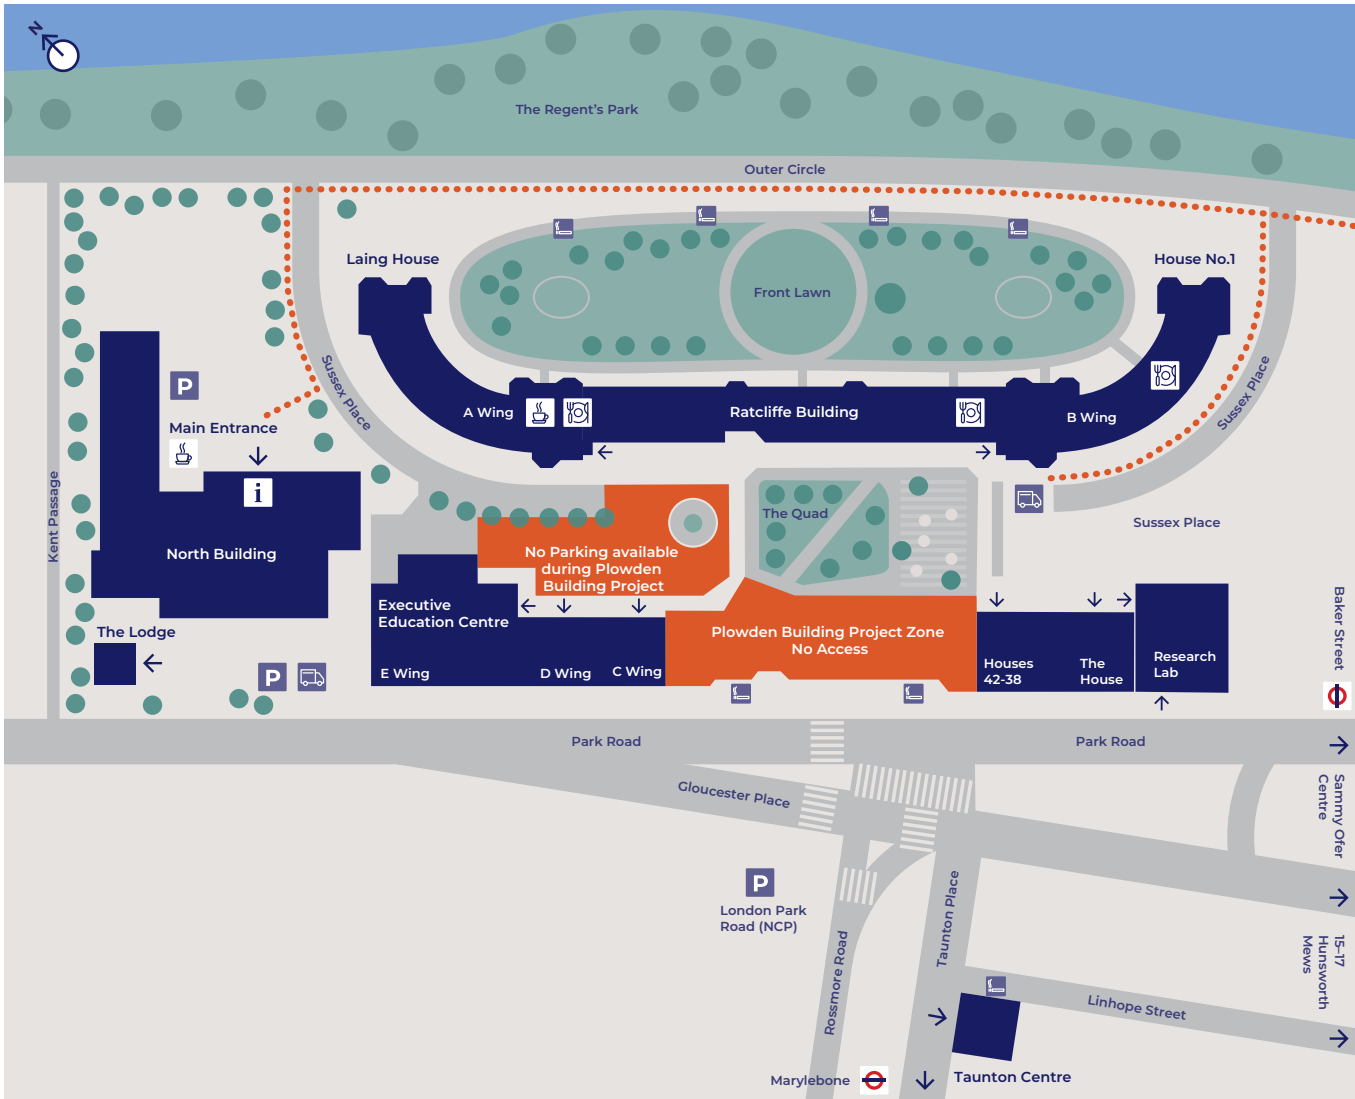 N
The Regent's Park
Outer Circle
Laing House
House No.1
Front Lawn
Sussex Place
Sussex Place
P
A Wing
Ratcliffe Building
B Wing
Main Entrance
i
Kent Passage
North Building
The Quad
Sussex Place
No Parking available
during Plowden
Building Project
Executive
Education Centre
The Lodge
Plowden Building Project Zone
No Access
E Wing
D Wing
C Wing
Houses
42-38
The
House
Research
Lab
Baker Street
P
Park Road
Park Road
Gloucester Place
Sammy Ofer
Centre
P
London Park
Road (NCP)
Taunton Place
Rossmore Road
15–17
Hunsworth
Mews
Linhope Street
Marylebone
Taunton Centre